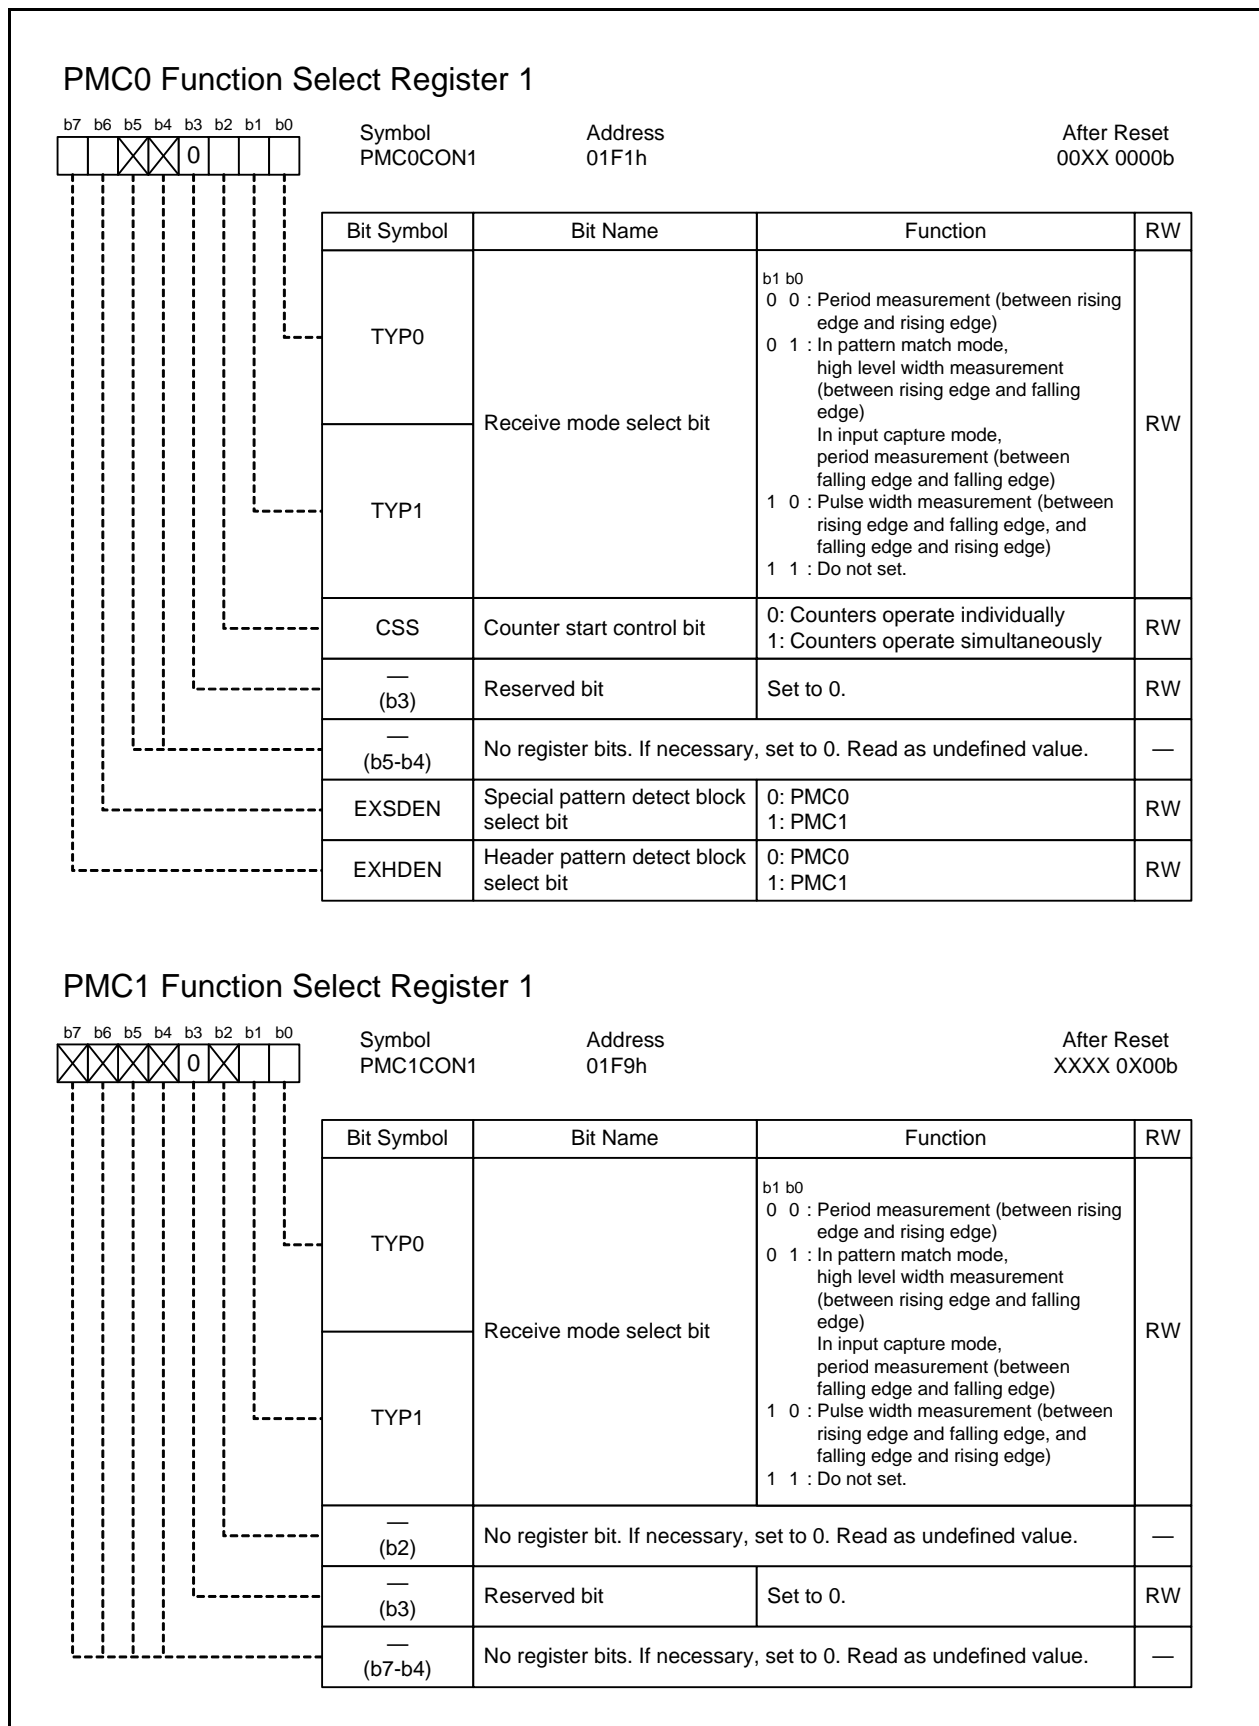 PMC0 Function Select Register 1
b7 b6 b5 b4 b3 b2 b1 b0
Symbol Address After Reset
0
PMC0CON1 01F1h 00XX 0000b
Bit Symbol Bit Name Function RW
TYP0
TYP1
Receive mode select bit
b1 b0
0 0 : Period measurement (between rising
edge and rising edge)
0 1 : In pattern match mode,
high level width measurement
(between rising edge and falling
edge)
In input capture mode,
period measurement (between
falling edge and falling edge)
1 0 : Pulse width measurement (between
rising edge and falling edge, and
falling edge and rising edge)
1 1 : Do not set.
RW
CSS Counter start control bit
0: Counters operate individually
1: Counters operate simultaneously
RW
—
(b3)
Reserved bit Set to 0. RW
—
(b5-b4)
No register bits. If necessary, set to 0. Read as undefined value. —
EXSDEN
Special pattern detect block
select bit
0: PMC0
1: PMC1
RW
EXHDEN
Header pattern detect block
select bit
0: PMC0
1: PMC1
RW
PMC1 Function Select Register 1
b7 b6 b5 b4 b3 b2 b1 b0
Symbol Address After Reset
0
PMC1CON1 01F9h XXXX 0X00b
Bit Symbol Bit Name Function RW
TYP0
TYP1
Receive mode select bit
b1 b0
0 0 : Period measurement (between rising
edge and rising edge)
0 1 : In pattern match mode,
high level width measurement
(between rising edge and falling
edge)
In input capture mode,
period measurement (between
falling edge and falling edge)
1 0 : Pulse width measurement (between
rising edge and falling edge, and
falling edge and rising edge)
1 1 : Do not set.
RW
—
(b2)
No register bit. If necessary, set to 0. Read as undefined value. —
—
(b3)
Reserved bit Set to 0. RW
—
(b7-b4)
No register bits. If necessary, set to 0. Read as undefined value. —